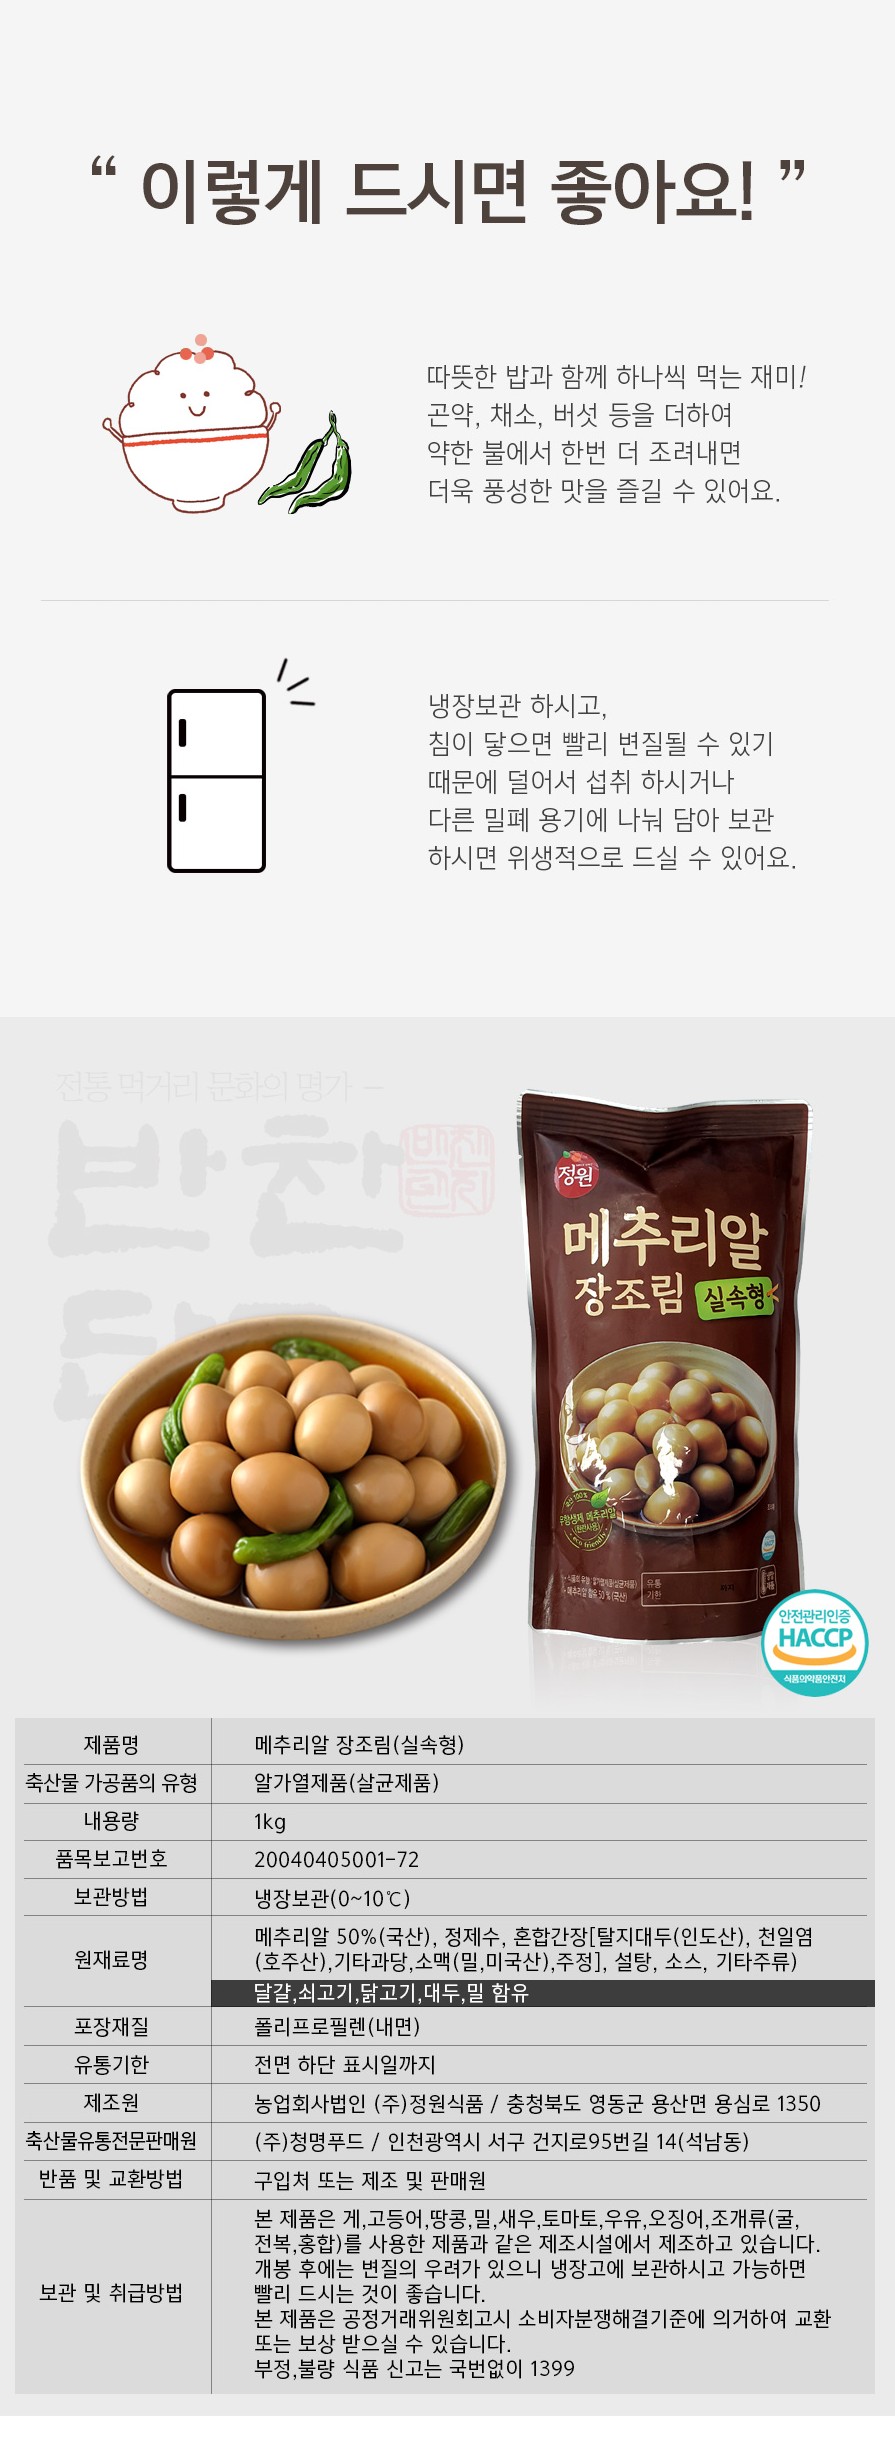 “ 이렇게 드시면 좋아요! ”
따뜻한 밥과 함께 하나씩 먹는 재미!
곤약, 채소, 버섯 등을 더하여
약한 불에서 한번 더 조려내면
더욱 풍성한 맛을 즐길 수 있어요.
냉장보관 하시고,
침이 닿으면 빨리 변질될 수 있기
때문에 덜어서 섭취 하시거나
다른 밀폐 용기에 나눠 담아 보관
하시면 위생적으로 드실 수 있어요.
전통 먹거리 문화의 명가
반찬
정원
메추리알
장조림 실속형
국산 100%
무항생제 메추리알
(원란사용)
eco friendly
유통
기한
안전관리인증
HACCP
식품의약품안전처
제품명 메추리알 장조림(실속형)
축산물 가공품의 유형 알가열제품(살균제품)
내용량 1kg
품목보고번호 20040405001-72
보관방법 냉장보관(0~10℃)
원재료명 메추리알 50%(국산), 정제수, 혼합간장[탈지대두(인도산), 천일염
(호주산),기타과당,소맥(밀,미국산),주정], 설탕, 소스, 기타주류)
달걀,쇠고기,닭고기,대두,밀 함유
포장재질 폴리프로필렌(내면)
유통기한 전면 하단 표시일까지
제조원 농업회사법인 (주)정원식품 / 충청북도 영동군 용산면 용심로 1350
축산물유통전문판매원 (주)청명푸드 / 인천광역시 서구 건지로95번길 14(석남동)
반품 및 교환방법 구입처 또는 제조 및 판매원
보관 및 취급방법 본 제품은 게,고등어,땅콩,밀,새우,토마토,우유,오징어,조개류(굴,
전복,홍합)를 사용한 제품과 같은 제조시설에서 제조하고 있습니다.
개봉 후에는 변질의 우려가 있으니 냉장고에 보관하시고 가능하면
빨리 드시는 것이 좋습니다.
본 제품은 공정거래위원회고시 소비자분쟁해결기준에 의거하여 교환
또는 보상 받으실 수 있습니다.
부정,불량 식품 신고는 국번없이 1399